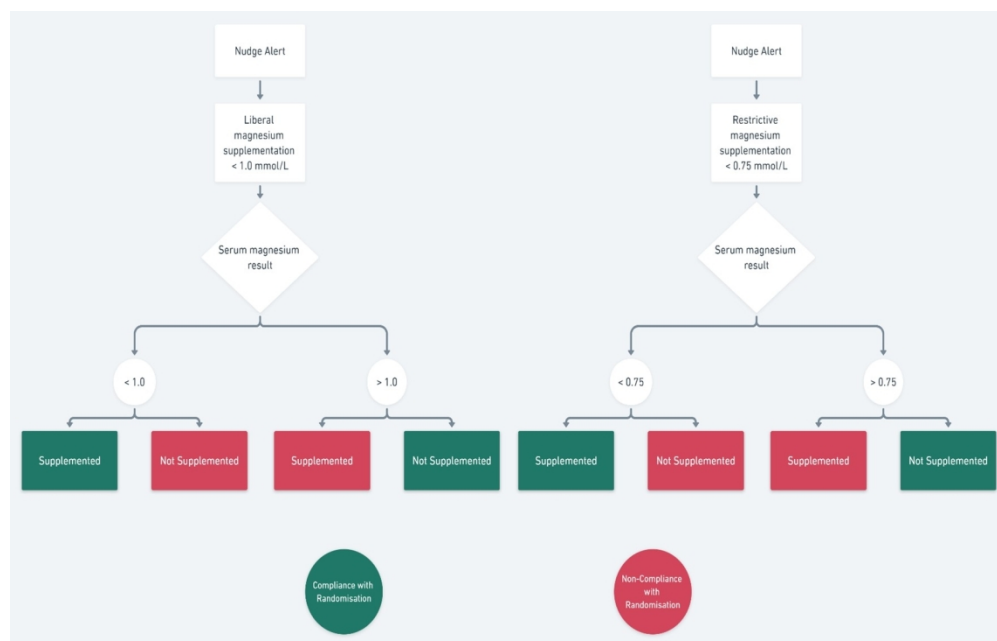 Nudge Alert
Liberal
magnesium
supplementation
< 1.0 mmol/L
Serum magnesium
result
< 1.0
> 1.0
Supplemented
Not Supplemented
Supplemented
Not Supplemented
Nudge Alert
Restrictive
magnesium
supplementation
< 0.75 mmol/L
Serum magnesium
result
< 0.75
> 0.75
Supplemented
Not Supplemented
Supplemented
Not Supplemented
Compliance with
Randomisation
Non-Compliance
with
Randomisation